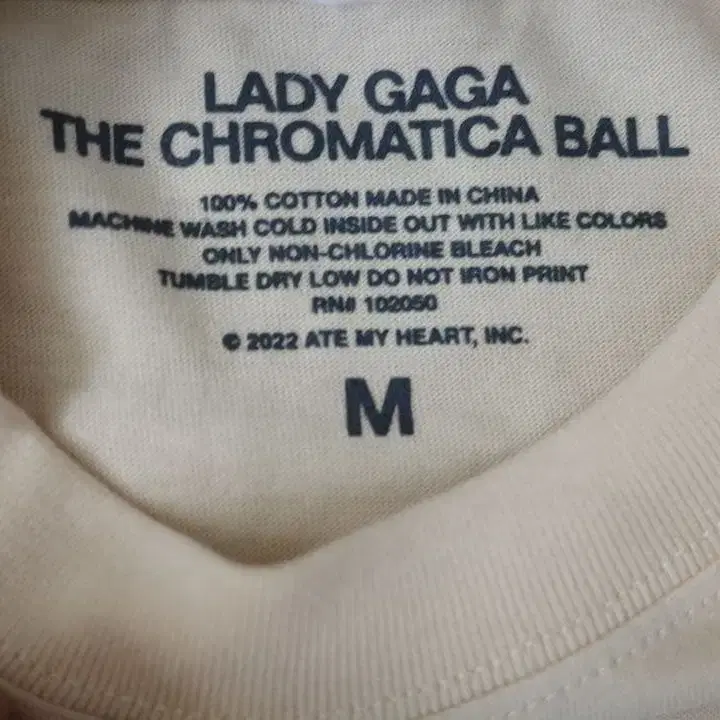 LADY GAGA
THE CHROMATICA BALL
100% COTTON MADE IN CHINA
MACHINE WASH COLD INSIDE OUT WITH LIKE COLORS
ONLY NON-CHLORINE BLEACH
TUMBLE DRY LOW DO NOT IRON PRINT
RN# 102050
© 2022 ATE MY HEART, INC.
M